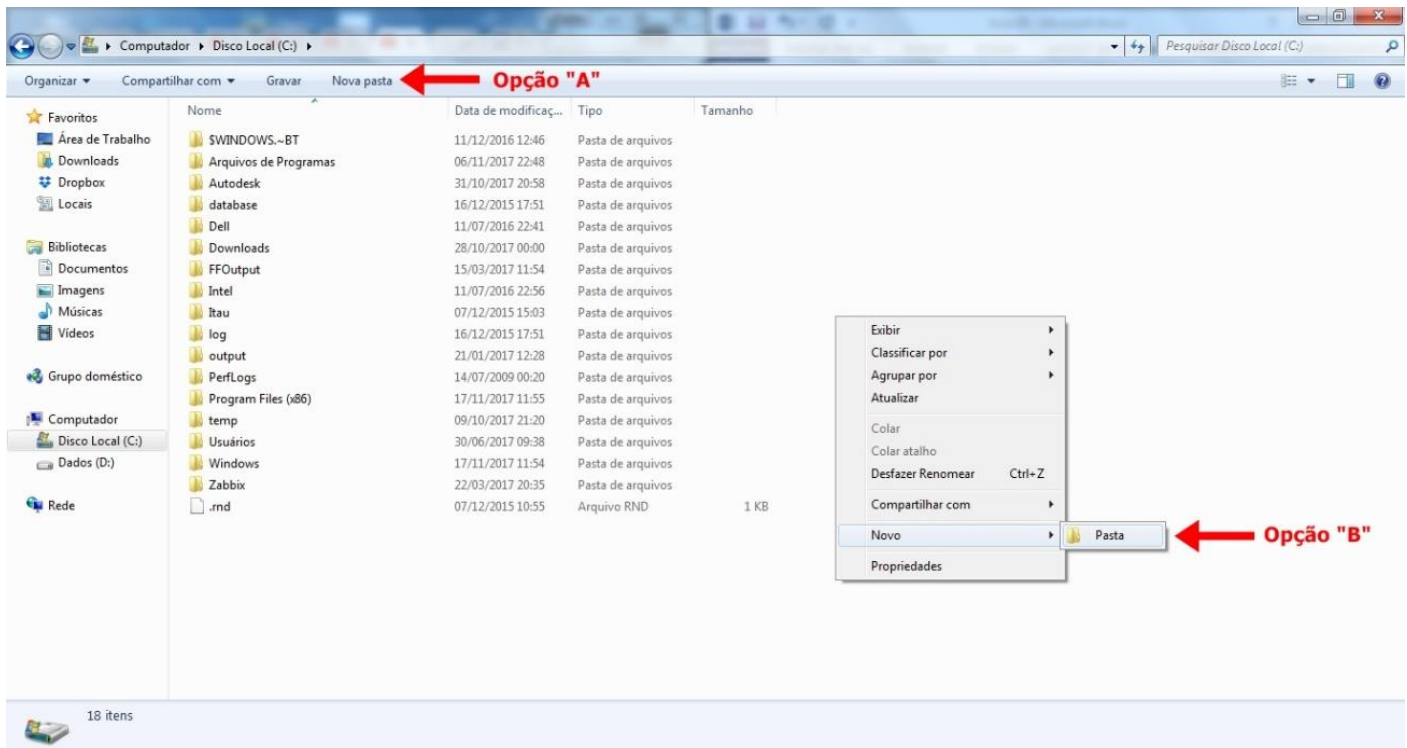 Computador ▸ Disco Local (C:) ▸
Pesquisar Disco Local (C:)
Organizar Compartilhar com Gravar Nova pasta Opção "A"
Nome Data de modificaç... Tipo Tamanho
Favoritos
Área de Trabalho
Downloads
Dropbox
Locais
Bibliotecas
Documentos
Imagens
Músicas
Vídeos
Grupo doméstico
Computador
Disco Local (C:)
Dados (D:)
Rede
$WINDOWS.~BT 11/12/2016 12:46 Pasta de arquivos
Arquivos de Programas 06/11/2017 22:48 Pasta de arquivos
Autodesk 31/10/2017 20:58 Pasta de arquivos
database 16/12/2015 17:51 Pasta de arquivos
Dell 11/07/2016 22:41 Pasta de arquivos
Downloads 28/10/2017 00:00 Pasta de arquivos
FFOutput 15/03/2017 11:54 Pasta de arquivos
Intel 11/07/2016 22:56 Pasta de arquivos
Itau 07/12/2015 15:03 Pasta de arquivos
log 16/12/2015 17:51 Pasta de arquivos
output 21/01/2017 12:28 Pasta de arquivos
PerfLogs 14/07/2009 00:20 Pasta de arquivos
Program Files (x86) 17/11/2017 11:55 Pasta de arquivos
temp 09/10/2017 21:20 Pasta de arquivos
Usuários 30/06/2017 09:38 Pasta de arquivos
Windows 17/11/2017 11:54 Pasta de arquivos
Zabbix 22/03/2017 20:35 Pasta de arquivos
.rnd 07/12/2015 10:55 Arquivo RND 1 KB
Exibir
Classificar por
Agrupar por
Atualizar
Colar
Colar atalho
Desfazer Renomear Ctrl+Z
Compartilhar com
Novo
Pasta
Opção "B"
Propriedades
18 itens